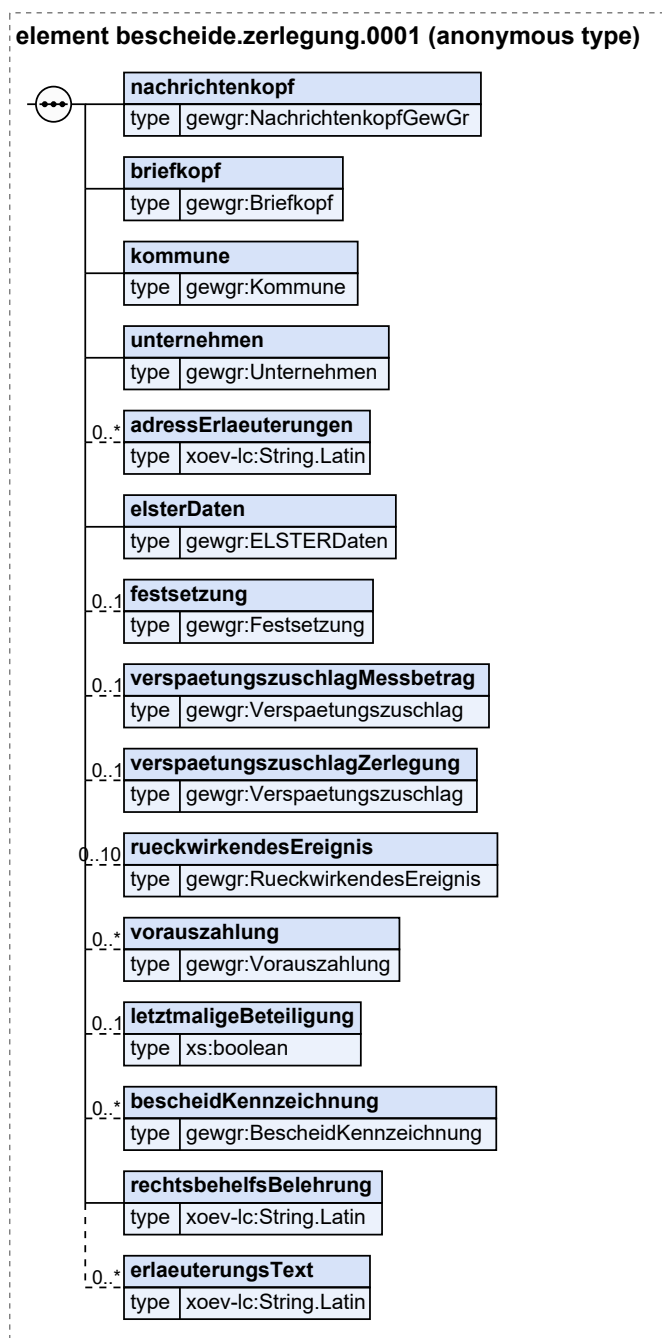 element bescheide.zerlegung.0001 (anonymous type)
nachrichtenkopf
type gewgr:NachrichtenkopfGewGr
briefkopf
type gewgr:Briefkopf
kommune
type gewgr:Kommune
unternehmen
type gewgr:Unternehmen
0..* adressErlaeuterungen
type xoev-lc:String.Latin
elsterDaten
type gewgr:ELSTERDaten
0..1 festsetzung
type gewgr:Festsetzung
0..1 verspaetungszuschlagMessbetrag
type gewgr:Verspaetungszuschlag
0..1 verspaetungszuschlagZerlegung
type gewgr:Verspaetungszuschlag
0..10 rueckwirkendesEreignis
type gewgr:RueckwirkendesEreignis
0..* vorauszahlung
type gewgr:Vorauszahlung
0..1 letztmaligeBeteiligung
type xs:boolean
0..* bescheidKennzeichnung
type gewgr:BescheidKennzeichnung
rechtsbehelfsBelehrung
type xoev-lc:String.Latin
0..* erlaeuterungsText
type xoev-lc:String.Latin